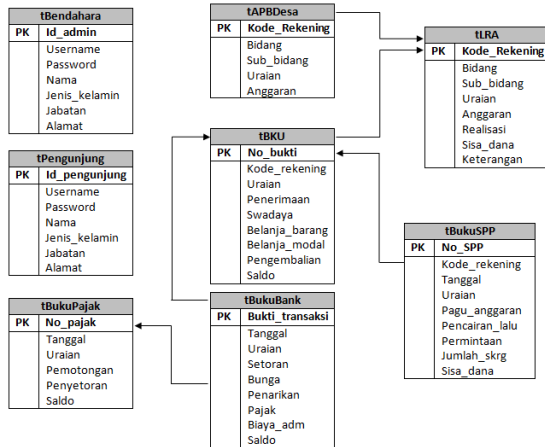 tBendahara
PK Id_admin
Username
Password
Nama
Jenis_kelamin
Jabatan
Alamat
tPengunjung
PK Id_pengunjung
Username
Password
Nama
Jenis_kelamin
Jabatan
Alamat
tBukuPajak
PK No_pajak
Tanggal
Uraian
Pemotongan
Penyetoran
Saldo
tAPBDesa
PK Kode_Rekening
Bidang
Sub_bidang
Uraian
Anggaran
tBKU
PK No_bukti
Kode_rekening
Uraian
Penerimaan
Swadaya
Belanja_barang
Belanja_modal
Pengembalian
Saldo
tBukuBank
PK Bukti_transaksi
Tanggal
Uraian
Setoran
Bunga
Penarikan
Pajak
Biaya_adm
Saldo
tLRA
PK Kode_Rekening
Bidang
Sub_bidang
Uraian
Anggaran
Realisasi
Sisa_dana
Keterangan
tBukuSPP
PK No_SPP
Kode_rekening
Tanggal
Uraian
Pagu_anggaran
Pencairan_lalu
Permintaan
Jumlah_skrg
Sisa_dana